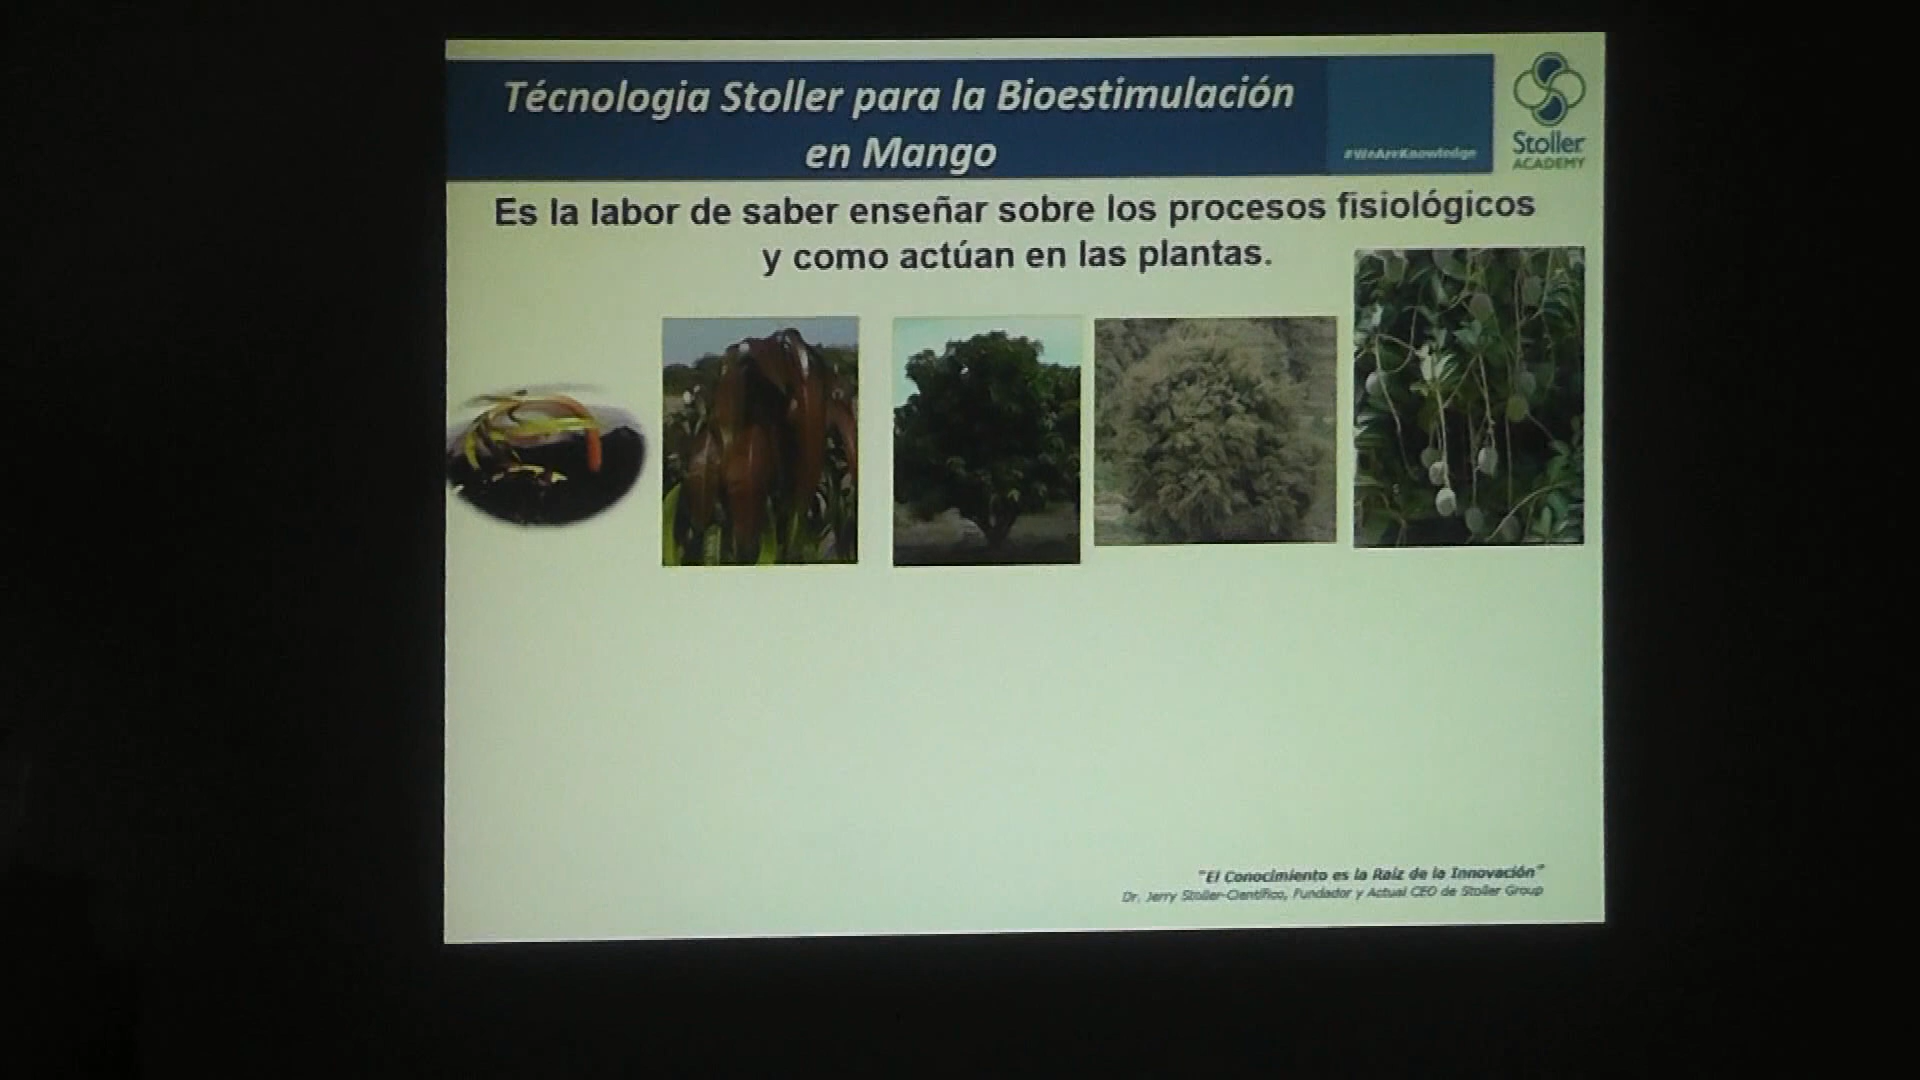 Técnologia Stoller para la Bioestimulación
en Mango
#WeAreKnowledge
Stoller
ACADEMY
Es la labor de saber enseñar sobre los procesos fisiológicos
y como actúan en las plantas.
"El Conocimiento es la Raiz de la Innovación"
Dr. Jerry Stoller-Científico, Fundador y Actual CEO de Stoller Group